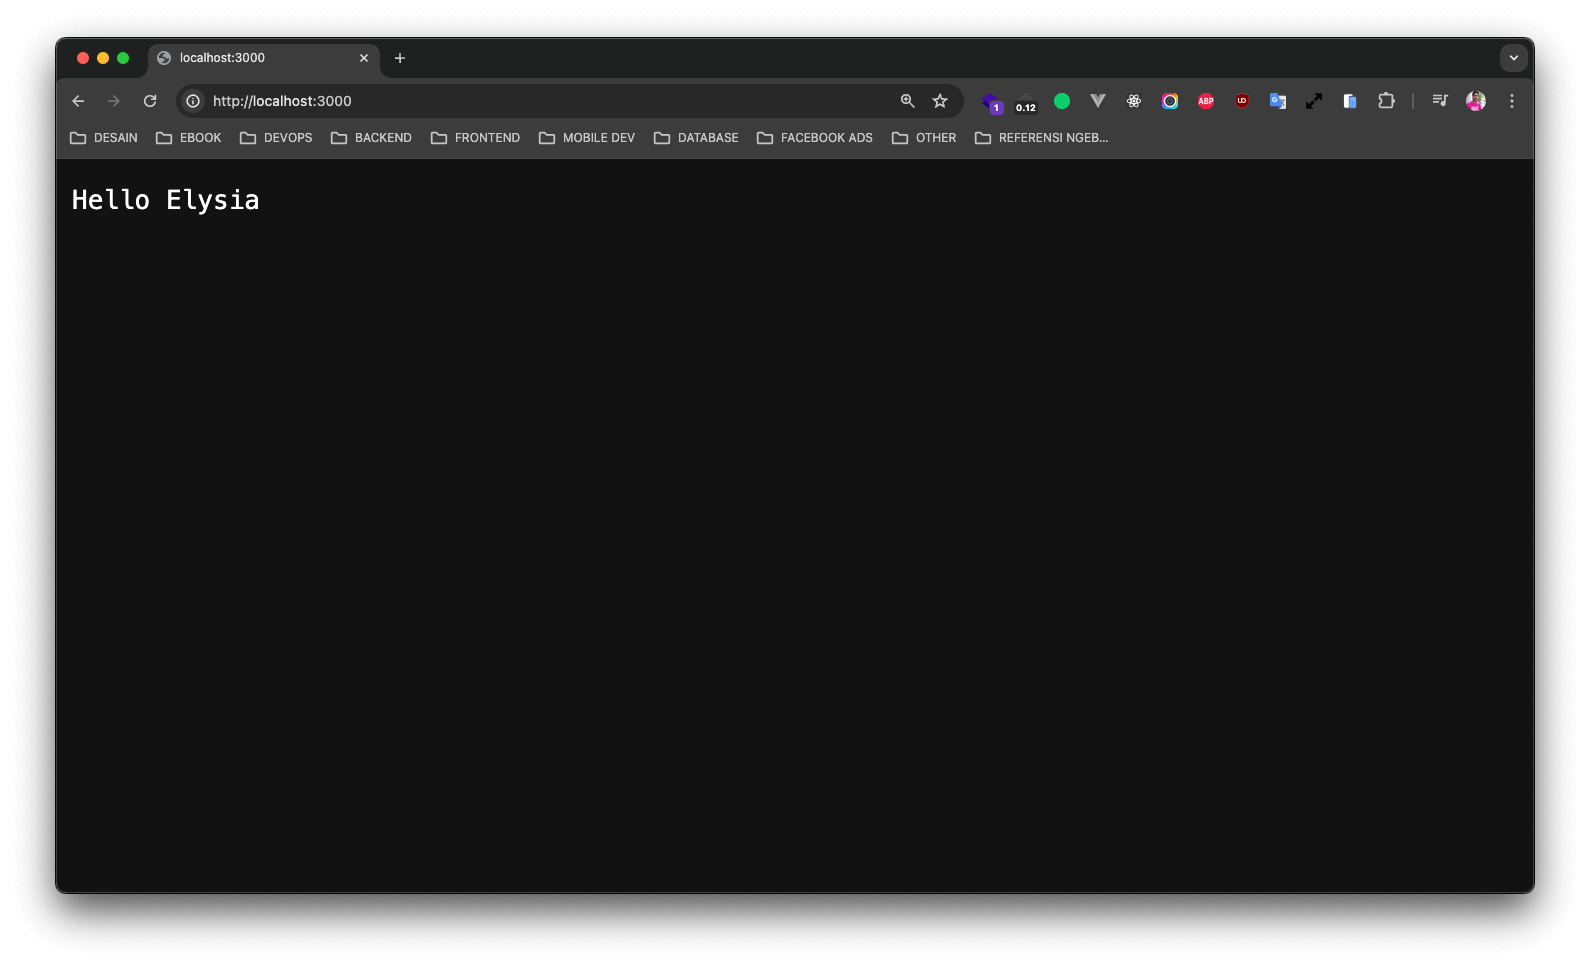 localhost:3000
http://localhost:3000
1
0.12
ABP
UO
G
DESAIN EBOOK DEVOPS BACKEND FRONTEND MOBILE DEV DATABASE FACEBOOK ADS OTHER REFERENSI NGEB...
Hello Elysia